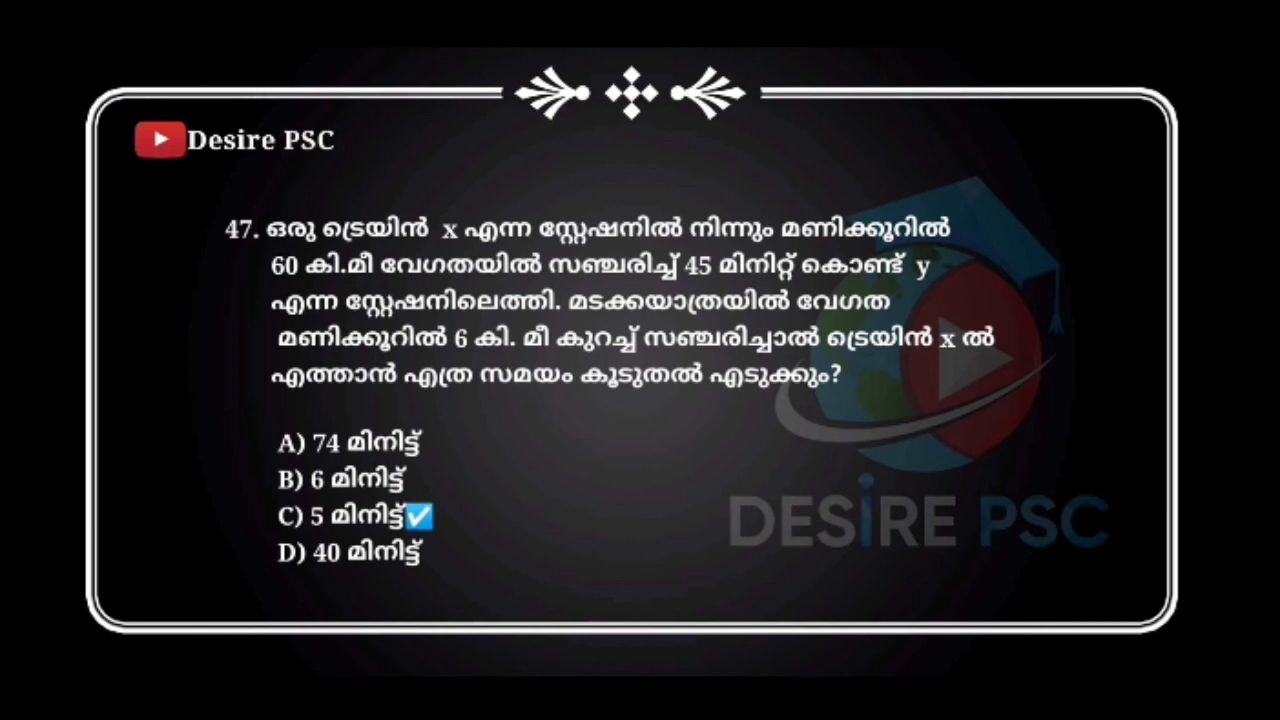 Desire PSC
47. ഒരു ട്രെയിൻ x എന്ന സ്റ്റേഷനിൽ നിന്നും മണിക്കൂറിൽ
60 കി.മീ വേഗതയിൽ സഞ്ചരിച്ച് 45 മിനിറ്റ് കൊണ്ട് y
എന്ന സ്റ്റേഷനിലെത്തി. മടക്കയാത്രയിൽ വേഗത
മണിക്കൂറിൽ 6 കി. മീ കുറച്ച് സഞ്ചരിച്ചാൽ ട്രെയിൻ x ൽ
എത്താൻ എത്ര സമയം കൂടുതൽ എടുക്കും?
A) 74 മിനിട്ട്
B) 6 മിനിട്ട്
C) 5 മിനിട്ട്✅
D) 40 മിനിട്ട്
DESiRE PSC